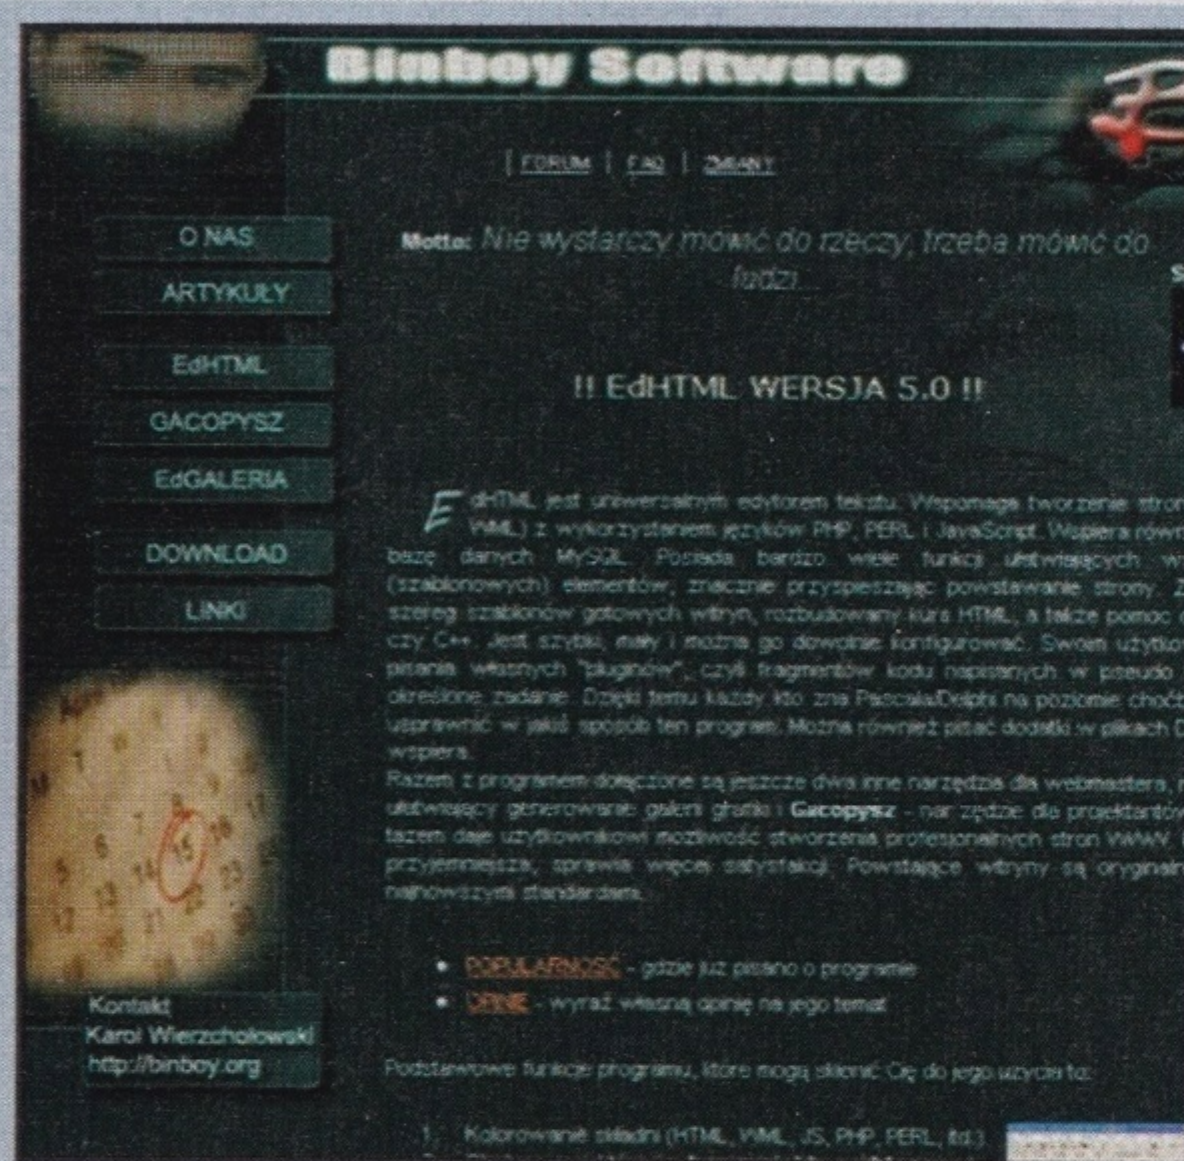 Binboy Software
| FORUM | FAQ | ZMIANY
O NAS
ARTYKUŁY
EdHTML
GACOPYSZ
EdGALERIA
DOWNLOAD
LINKI
Motto: Nie wystarczy mówić do rzeczy, trzeba mówić do
ludzi...
!! EdHTML WERSJA 5.0 !!
EdHTML jest uniwersalnym edytorem tekstu. Wspomaga tworzenie stron
WML) z wykorzystaniem języków PHP, PERL i JavaScript. Wspiera równ
bazę danych MySQL. Posiada bardzo wiele funkcji ułatwiających w
(szablonowych) elementów, znacznie przyspieszając powstawanie strony. Z
szereg szablonów gotowych witryn, rozbudowany kurs HTML, a także pomoc
czy C++. Jest szybki, mały i można go dowolnie konfigurować. Swoim użytko
pisania własnych "pluginów", czyli fragmentów kodu napisanych w pseudo
określone zadanie. Dzięki temu każdy, kto zna Pascala/Delphi na poziomie choćb
usprawnić w jakiś sposób ten program. Można również pisać dodatki w plikach D
wspiera.
Razem z programem dołączone są jeszcze dwa inne narzędzia dla webmastera,
ułatwiający generowanie galerii grafiki i Gacopysz - narzędzie dla projektantów
razem daje użytkownikowi możliwość stworzenia profesjonalnych stron WWW.
przyjemniejsza, sprawia więcej satysfakcji. Powstające witryny są oryginaln
najnowszymi standardami.
POPULARNOŚĆ - gdzie już pisano o programie
OPINIE - wyraź własną opinię na jego temat
Kontakt
Karol Wierzchołowski
http://binboy.org
Podstawowe funkcje programu, które mogą skłonić Cię do jego użycia to:
1. Kolorowanie składni (HTML, WML, JS, PHP, PERL, itd.)